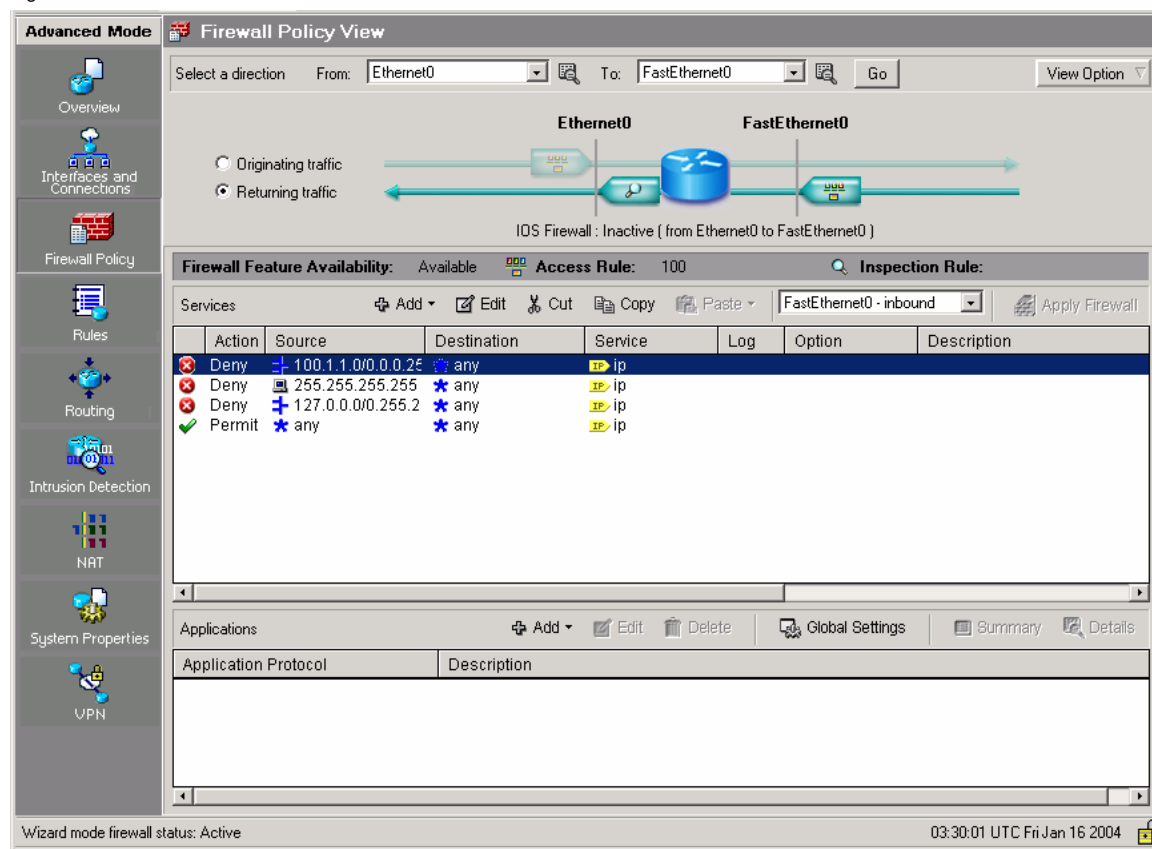 Advanced Mode
Firewall Policy View
Select a direction From: Ethernet0 To: FastEthernet0 Go View Option
Overview
Interfaces and Connections
Firewall Policy
Rules
Routing
Intrusion Detection
NAT
System Properties
VPN
Ethernet0 FastEthernet0
Originating traffic
Returning traffic
IOS Firewall : Inactive ( from Ethernet0 to FastEthernet0 )
Firewall Feature Availability: Available Access Rule: 100 Inspection Rule:
Services Add Edit Cut Copy Paste FastEthernet0 - inbound Apply Firewall
Action Source Destination Service Log Option Description
Deny 100.1.1.0/0.0.0.25 any IP ip
Deny 255.255.255.255 any IP ip
Deny 127.0.0.0/0.255.2 any IP ip
Permit any any IP ip
Applications Add Edit Delete Global Settings Summary Details
Application Protocol Description
Wizard mode firewall status: Active 03:30:01 UTC Fri Jan 16 2004